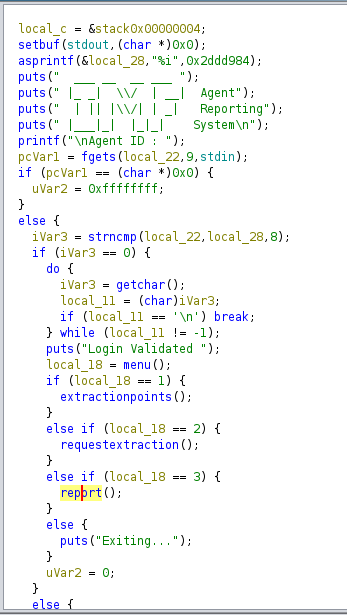 local_c = &stack0x00000004;
setbuf(stdout,(char *)0x0);
asprintf(&local_28,"%i",0x2ddd984);
puts("  ___ __  __ ___ ");
puts(" |_ _|  \\/  | __|  Agent");
puts("  | | |\\/| | _|   Reporting");
puts(" |___|_|  |_|_|    System\n");
printf("\nAgent ID : ");
pcVar1 = fgets(local_22,9,stdin);
if (pcVar1 == (char *)0x0) {
  uVar2 = 0xffffffff;
}
else {
  iVar3 = strncmp(local_22,local_28,8);
  if (iVar3 == 0) {
    do {
      iVar3 = getchar();
      local_11 = (char)iVar3;
      if (local_11 == '\n') break;
    } while (local_11 != -1);
    puts("Login Validated ");
    local_18 = menu();
    if (local_18 == 1) {
      extractionpoints();
    }
    else if (local_18 == 2) {
      requestextraction();
    }
    else if (local_18 == 3) {
      report();
    }
    else {
      puts("Exiting...");
    }
    uVar2 = 0;
  }
  else {